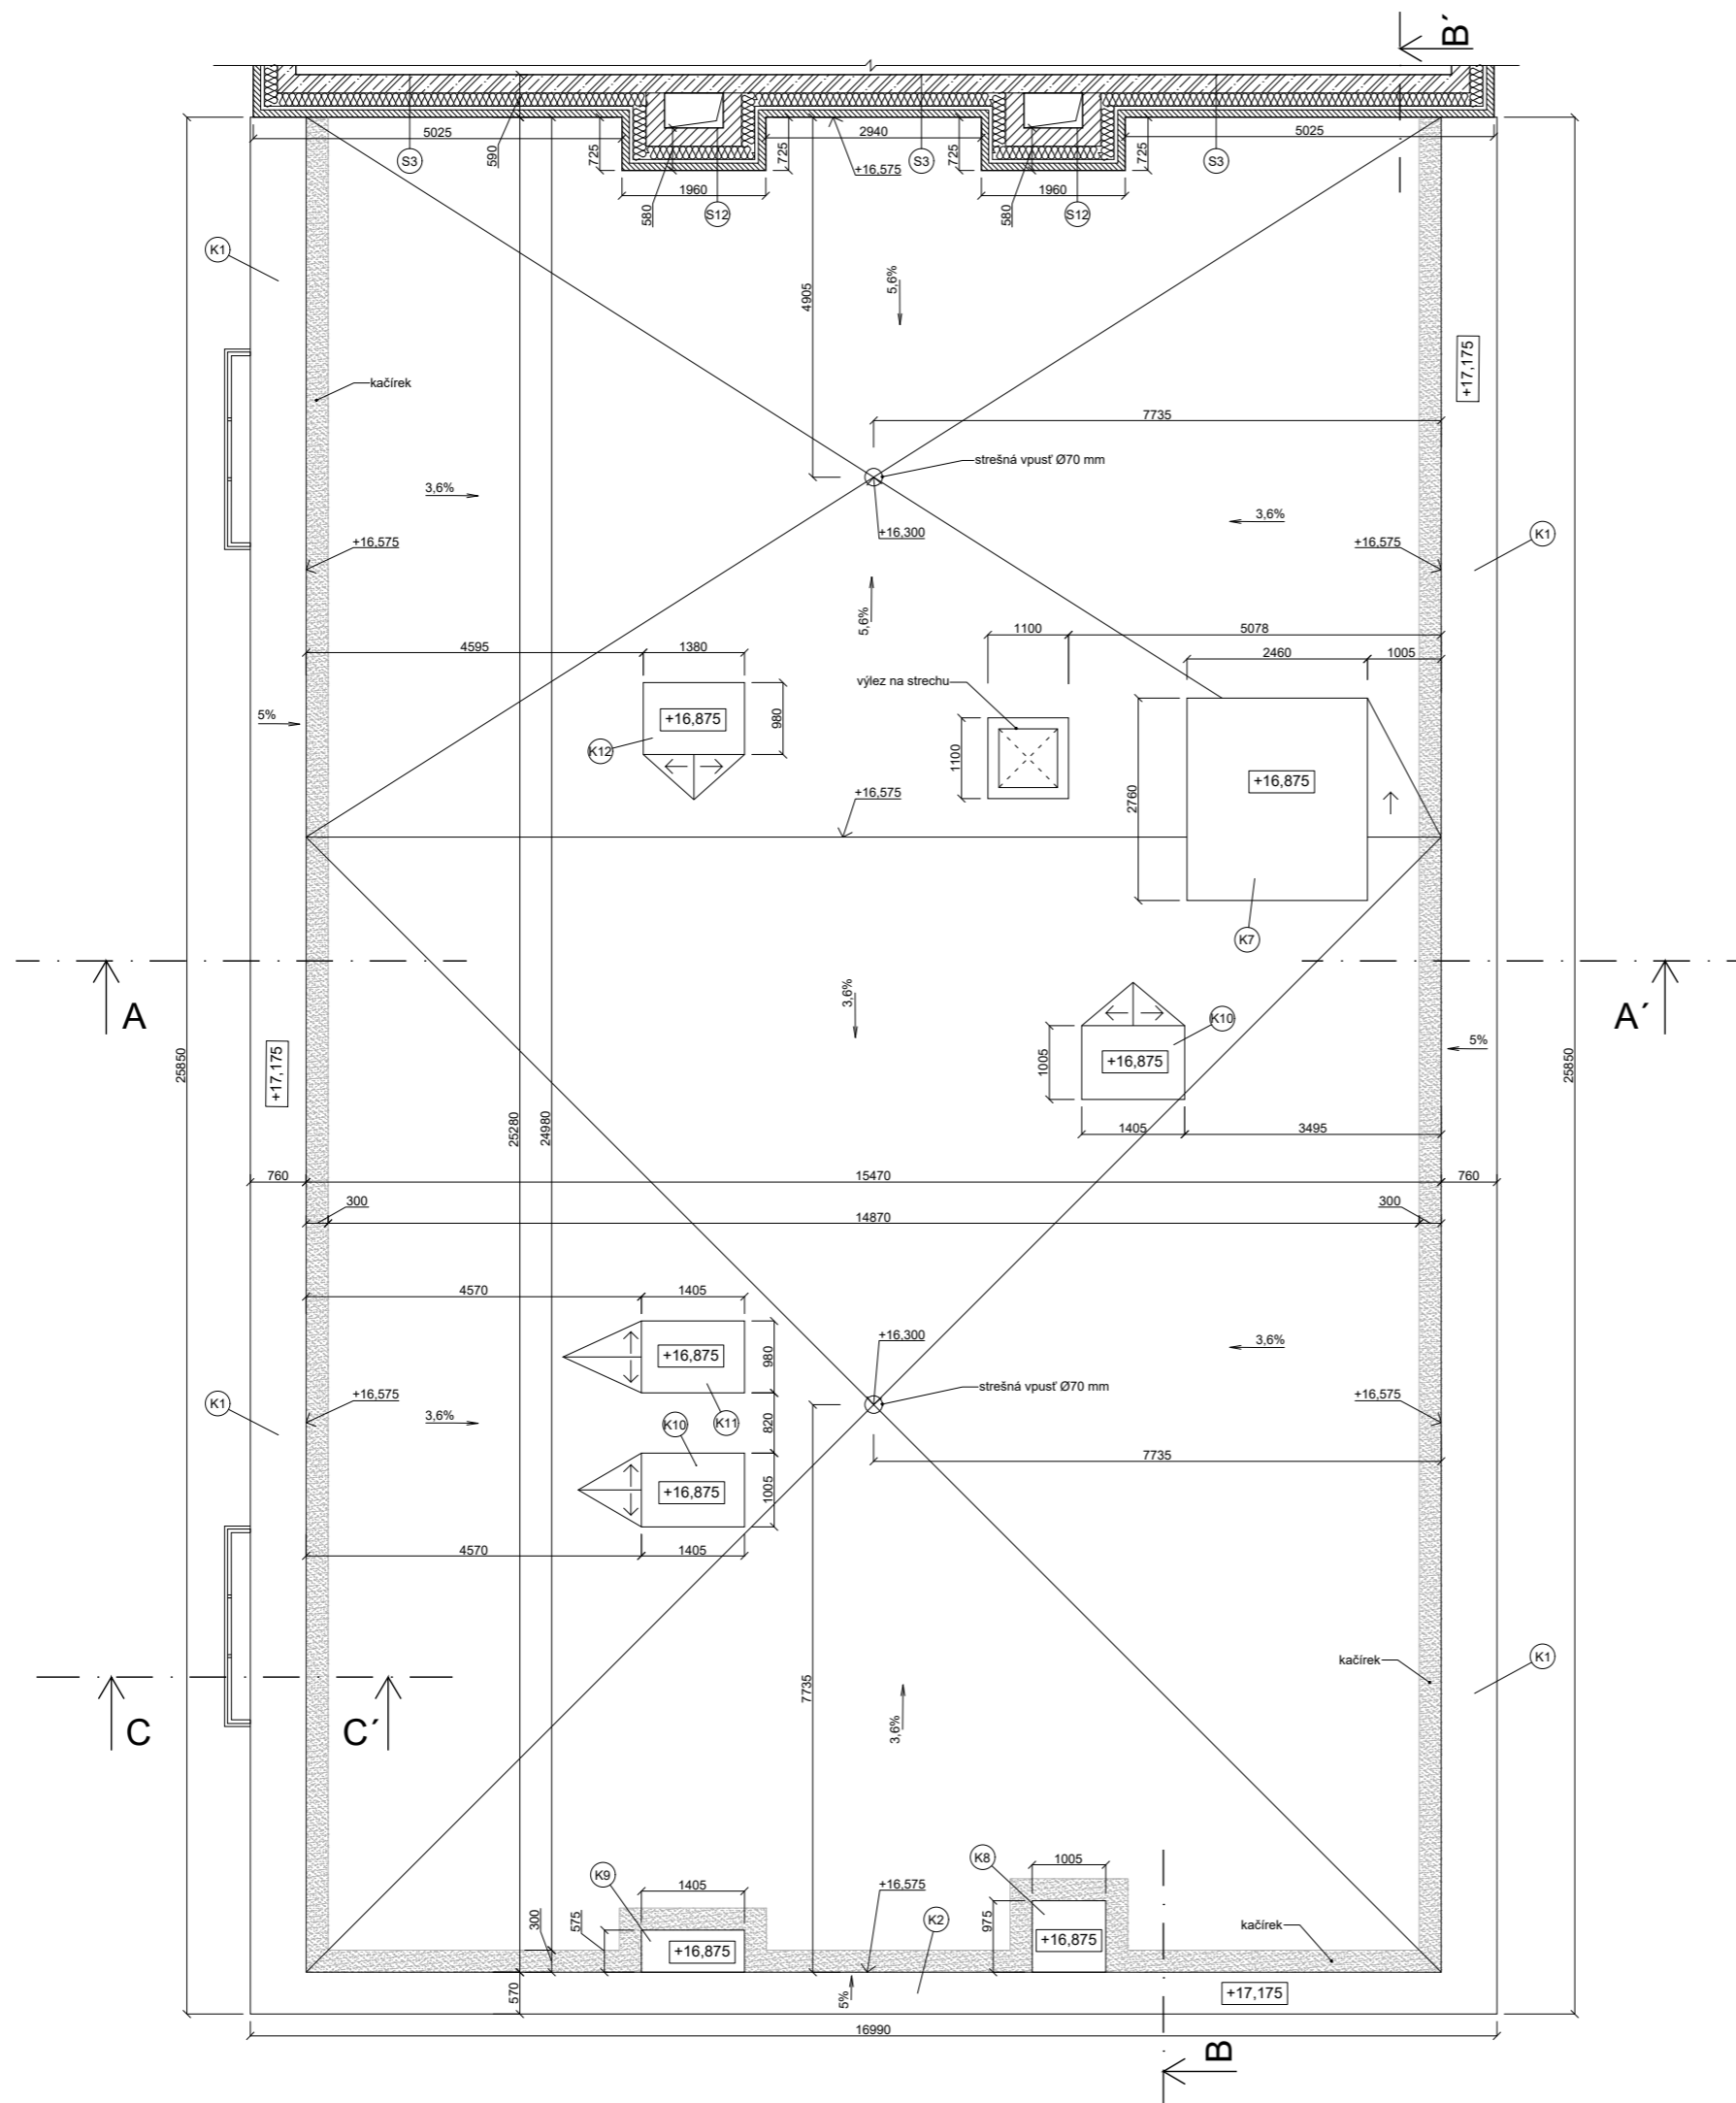 B´
5025
590
S3
725
580
1960
S12
725
2940
+16,575
S3
725
580
1960
S12
725
S3
5025
K1
4905
5,6%
+17,175
kačírek
7735
strešná vpusť Ø70 mm
3,6%
+16,300
3,6%
+16,575
+16,575
K1
5,6%
4595
1380
1100
5078
2460
1005
výlez na strechu
5%
+16,875
980
K12
1100
+16,875
2760
+16,575
K7
A
A´
3,6%
K10
+16,875
1005
5%
1405
3495
25850
+17,175
25280
24980
25850
760
15470
760
300
14870
300
4570
1405
+16,875
980
K11
+16,300
3,6%
strešná vpusť Ø70 mm
K1
+16,575
3,6%
K10
820
+16,575
7735
+16,875
1005
4570
1405
kačírek
K1
C
C´
7735
3,6%
K9
1405
K8
1005
+16,575
300
575
+16,875
K2
975
+16,875
kačírek
570
5%
+17,175
16990
B